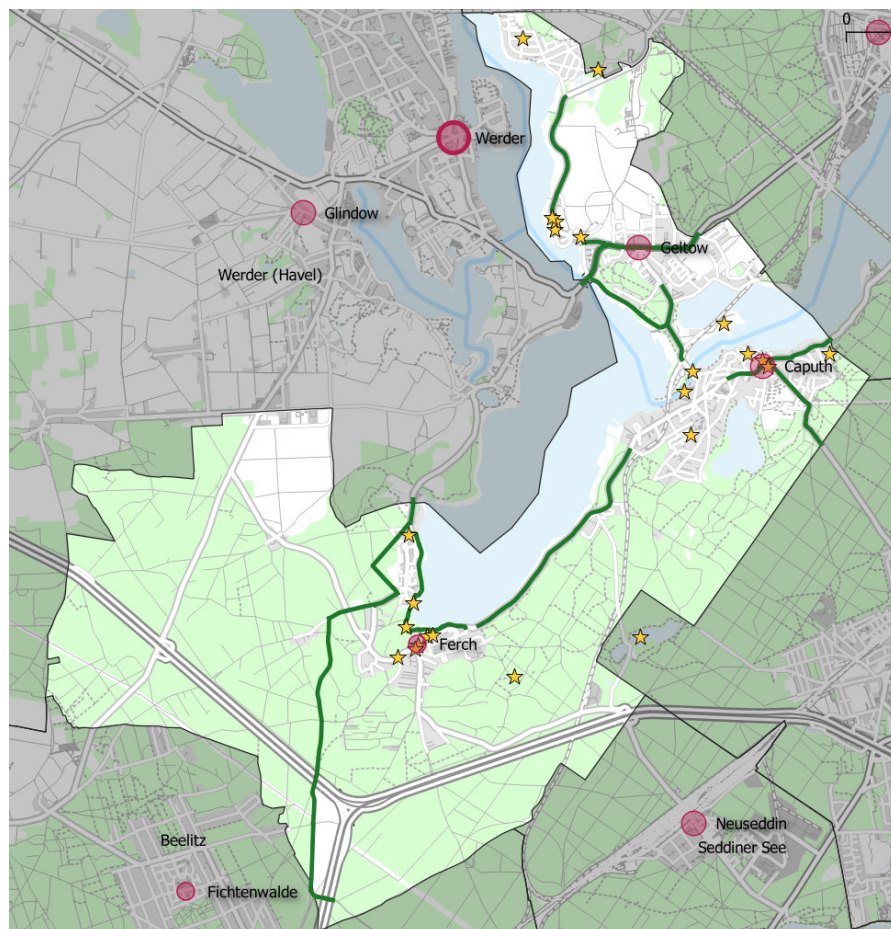 0
Werder
Glindow
Geltow
Werder (Havel)
Caputh
Ferch
Neuseddin
Beelitz
Seddiner See
Fichtenwalde